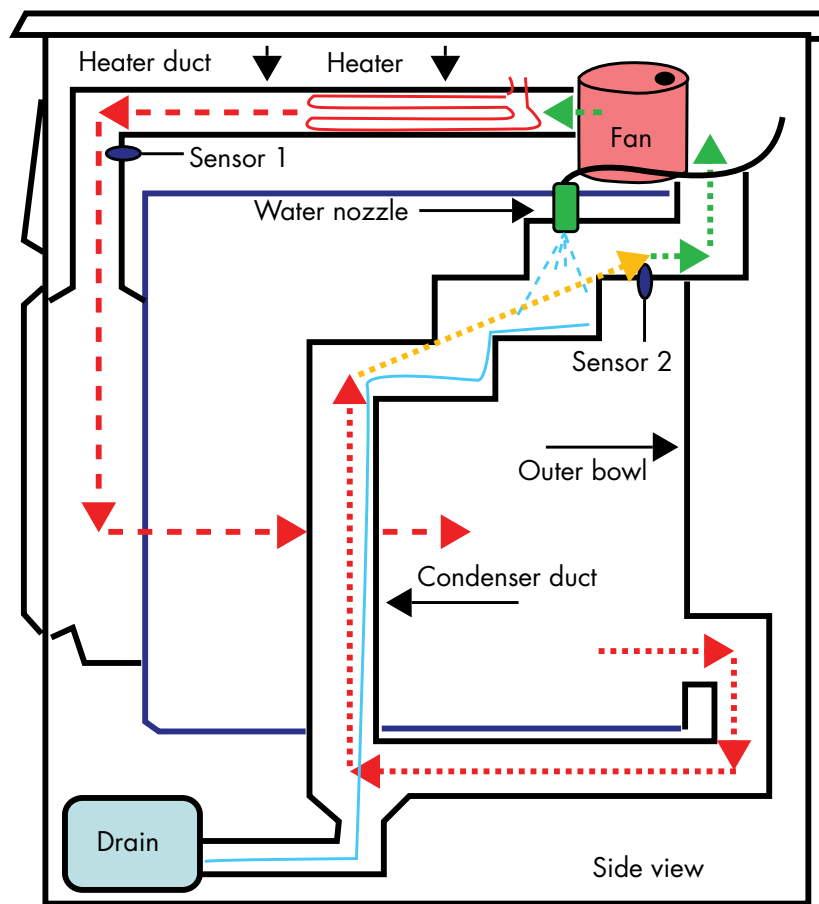 Heater duct
Heater
Fan
Sensor 1
Water nozzle
Sensor 2
Outer bowl
Condenser duct
Drain
Side view